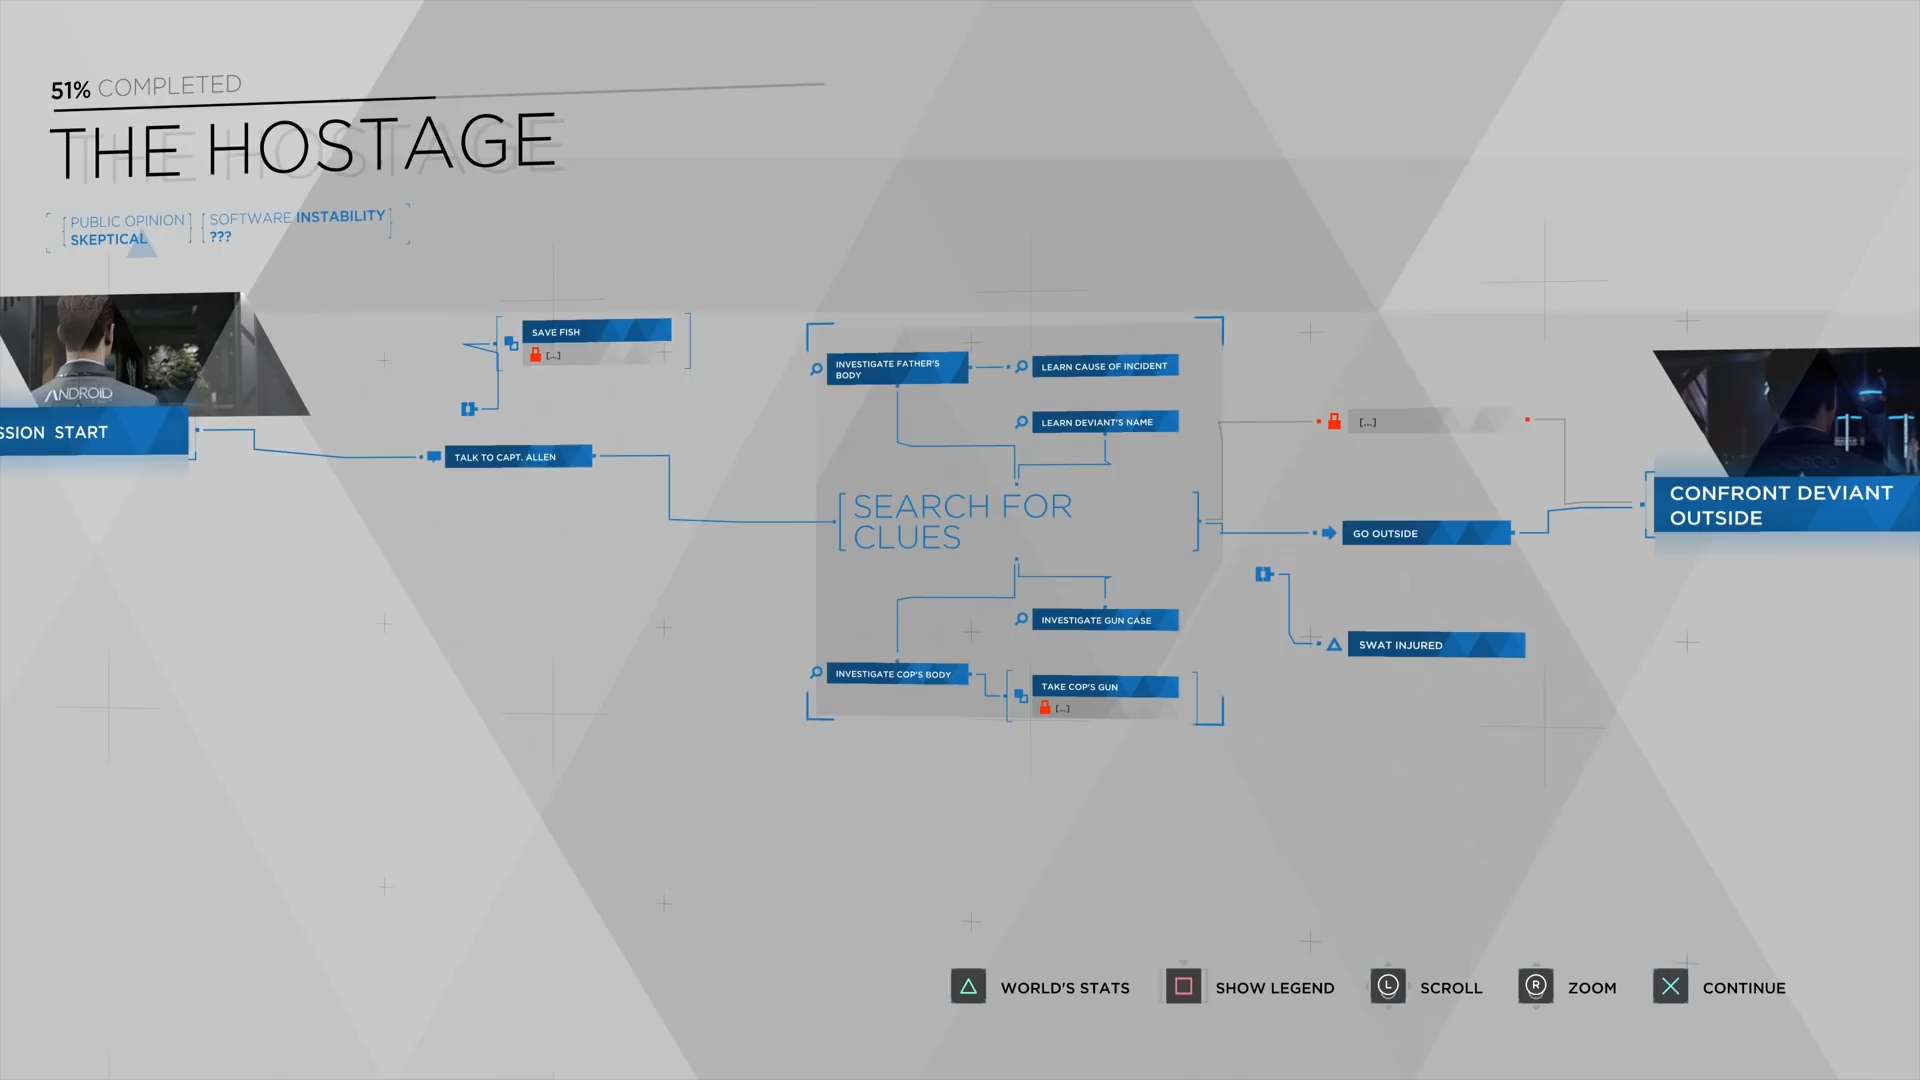 51% COMPLETED
THE HOSTAGE
PUBLIC OPINION
SKEPTICAL
SOFTWARE INSTABILITY
???
ANDROID
SSION START
SAVE FISH
[...]
TALK TO CAPT. ALLEN
INVESTIGATE FATHER'S
BODY
LEARN CAUSE OF INCIDENT
LEARN DEVIANT'S NAME
SEARCH FOR
CLUES
INVESTIGATE GUN CASE
INVESTIGATE COP'S BODY
TAKE COP'S GUN
[...]
[...]
GO OUTSIDE
SWAT INJURED
CONFRONT DEVIANT
OUTSIDE
WORLD'S STATS
SHOW LEGEND
L
SCROLL
R
ZOOM
CONTINUE